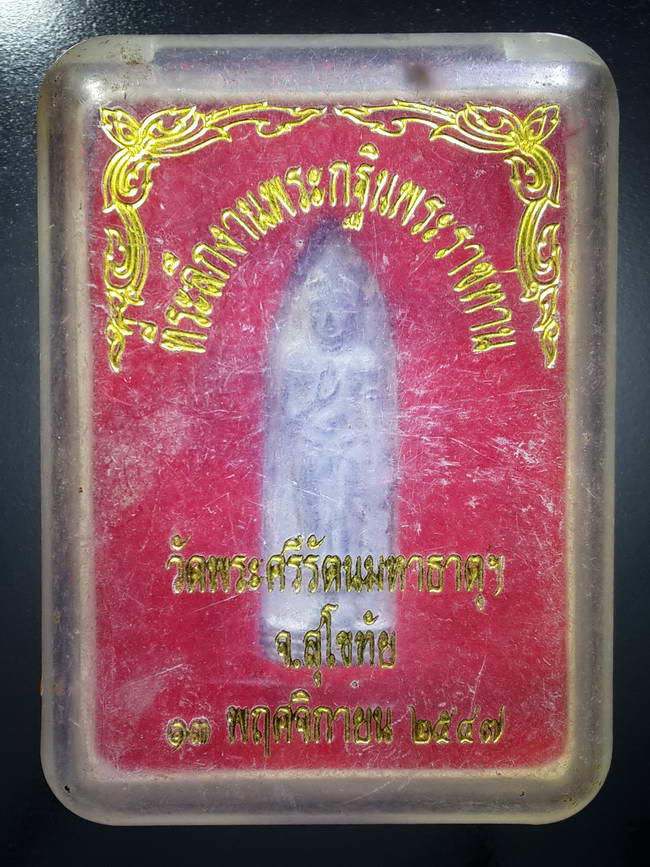 ที่ระลึกงานพระกฐินพระราชทาน
วัดพระศรีรัตนมหาธาตุฯ
จ.สุโขทัย
๑๓ พฤศจิกายน ๒๕๔๗